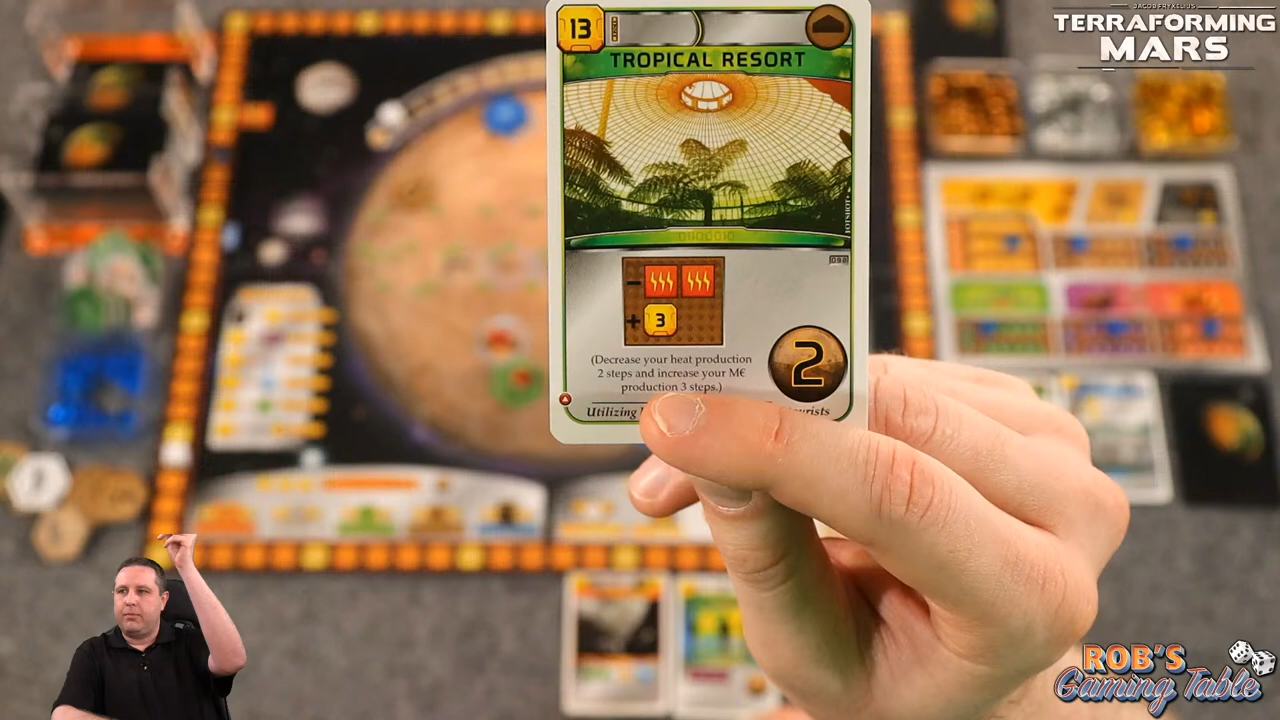 JACOB FRYXELIUS
TERRAFORMING
MARS
13
TROPICAL RESORT
098
3
2
(Decrease your heat production
2 steps and increase your M€
production 3 steps.)
Utilizing
ROB'S
Gaming Table